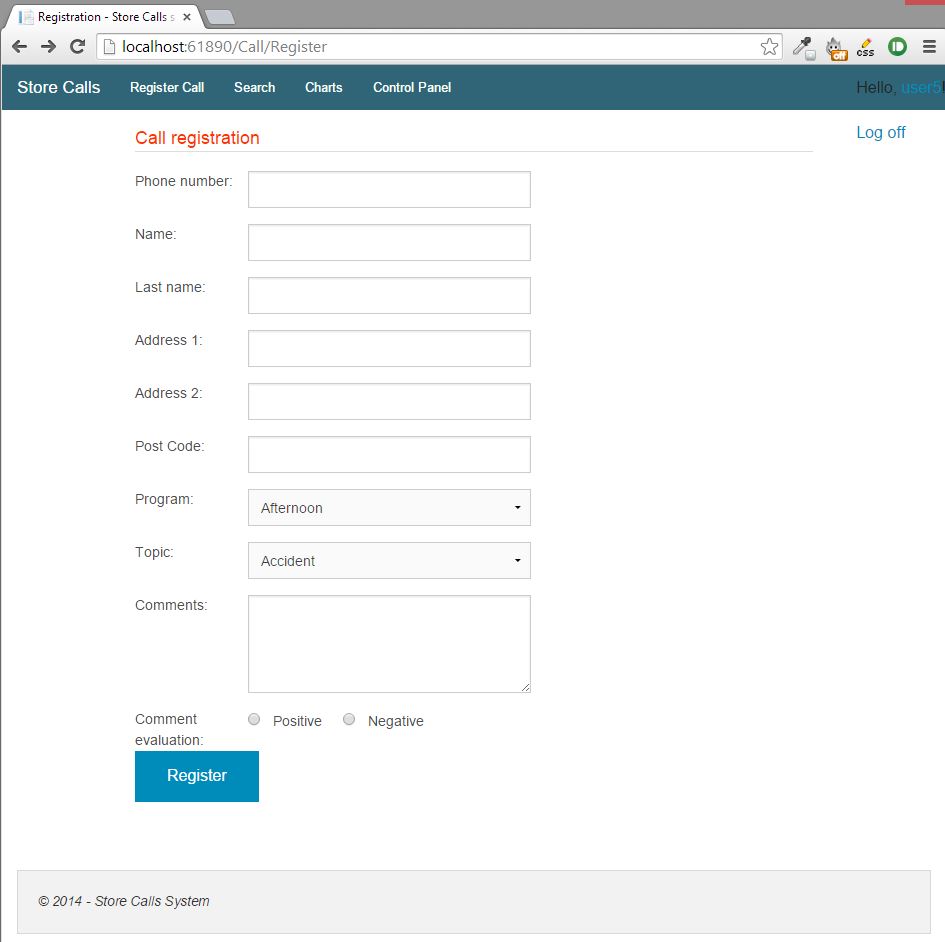 Registration - Store Calls s
localhost:61890/Call/Register
off
css
Store Calls Register Call Search Charts Control Panel Hello, user5!
Log off
Call registration
Phone number:
Name:
Last name:
Address 1:
Address 2:
Post Code:
Program: Afternoon
Topic: Accident
Comments:
Comment Positive Negative
evaluation:
Register
© 2014 - Store Calls System